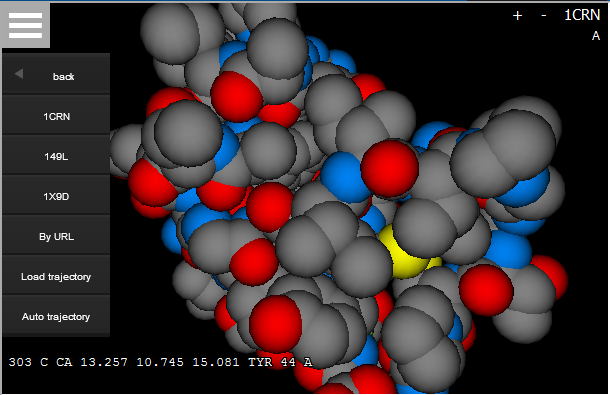 + - 1CRN
A
back
1CRN
149L
1X9D
By URL
Load trajectory
Auto trajectory
303 C CA 13.257 10.745 15.081 TYR 44 A